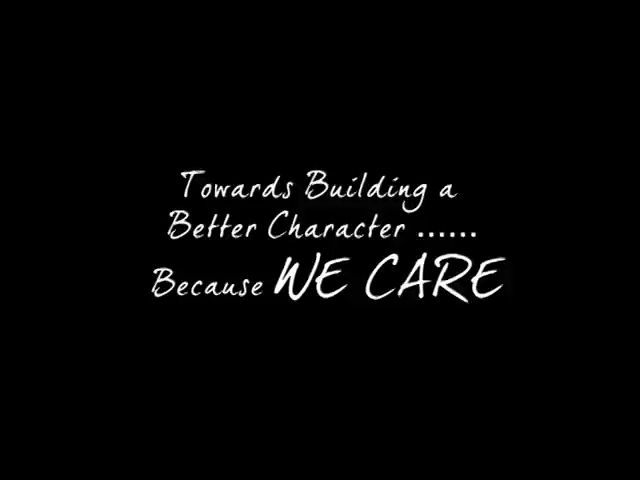 Towards Building a
Better Character ......
Because WE CARE